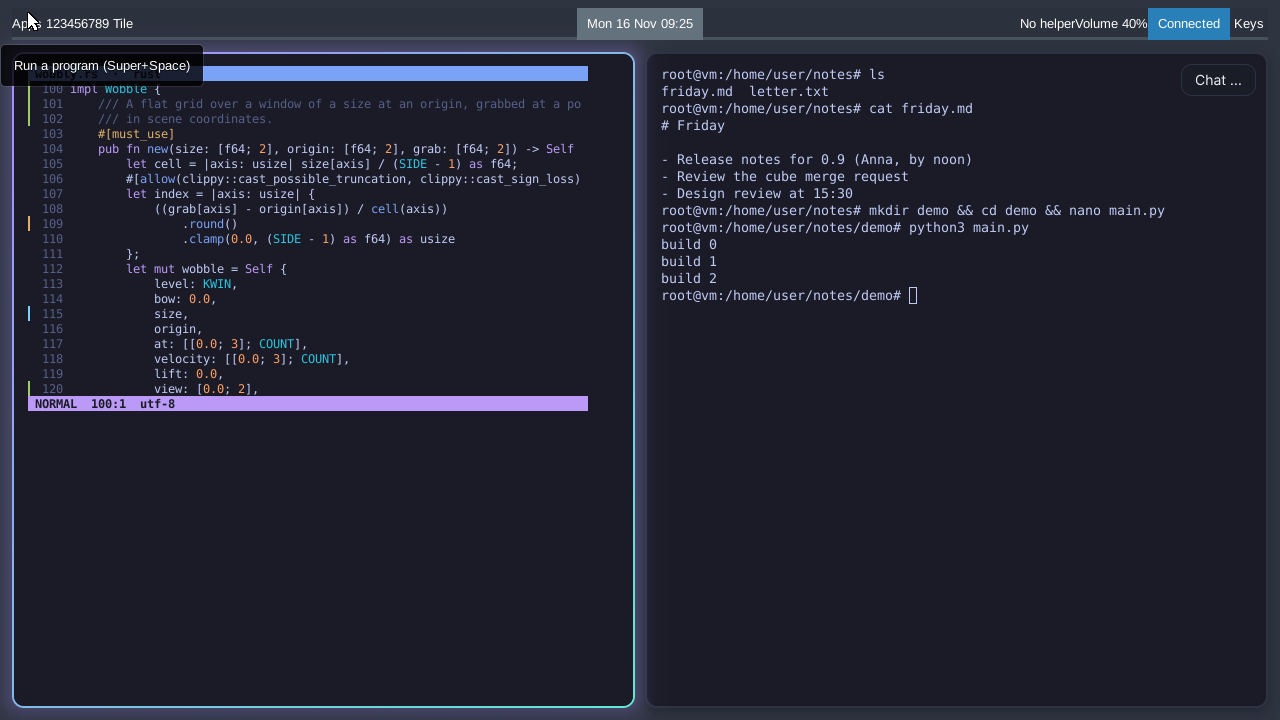 123456789 Tile
Mon 16 Nov 09:25
No helper Volume 40% Connected Keys
Run a program (Super+Space)
100 impl Wobble {
101 /// A flat grid over a window of a size at an origin, grabbed at a po
102 /// in scene coordinates.
103 #[must_use]
104 pub fn new(size: [f64; 2], origin: [f64; 2], grab: [f64; 2]) -> Self
105 let cell = |axis: usize| size[axis] / (SIDE - 1) as f64;
106 #[allow(clippy::cast_possible_truncation, clippy::cast_sign_loss)
107 let index = |axis: usize| {
108 ((grab[axis] - origin[axis]) / cell(axis))
109 .round()
110 .clamp(0.0, (SIDE - 1) as f64) as usize
111 };
112 let mut wobble = Self {
113 level: KWIN,
114 bow: 0.0,
115 size,
116 origin,
117 at: [[0.0; 3]; COUNT],
118 velocity: [[0.0; 3]; COUNT],
119 lift: 0.0,
120 view: [0.0; 2],
NORMAL 100:1 utf-8
root@vm:/home/user/notes# ls
friday.md letter.txt
root@vm:/home/user/notes# cat friday.md
# Friday
- Release notes for 0.9 (Anna, by noon)
- Review the cube merge request
- Design review at 15:30
root@vm:/home/user/notes# mkdir demo && cd demo && nano main.py
root@vm:/home/user/notes/demo# python3 main.py
build 0
build 1
build 2
root@vm:/home/user/notes/demo#
Chat ...